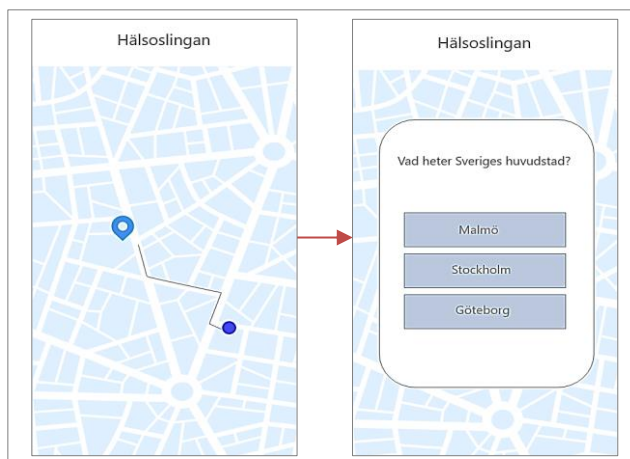 Hälsoslingan
Hälsoslingan
Vad heter Sveriges huvudstad?
Malmö
Stockholm
Göteborg